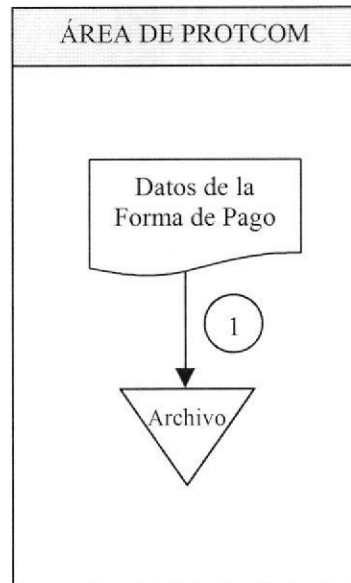 ÁREA DE PROTCOM
Datos de la
Forma de Pago
1
Archivo